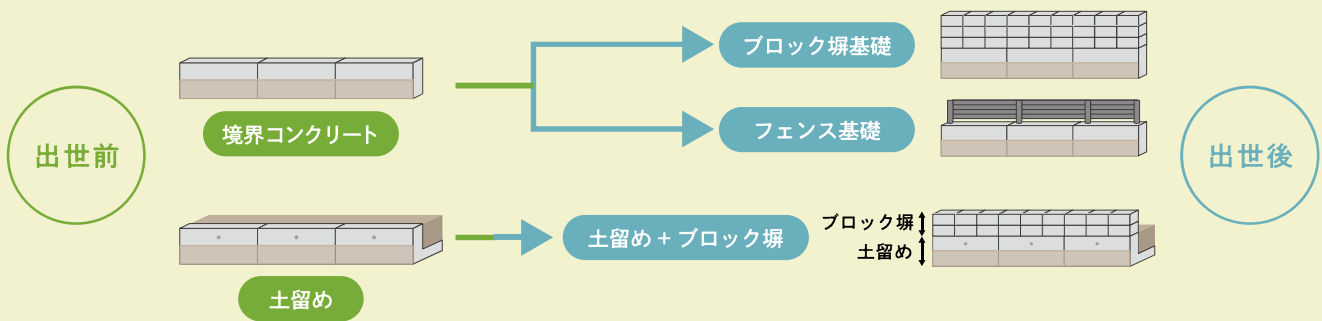 出世前
境界コンクリート
ブロック塀基礎
フェンス基礎
出世後
土留め
土留め + ブロック塀
ブロック塀
土留め